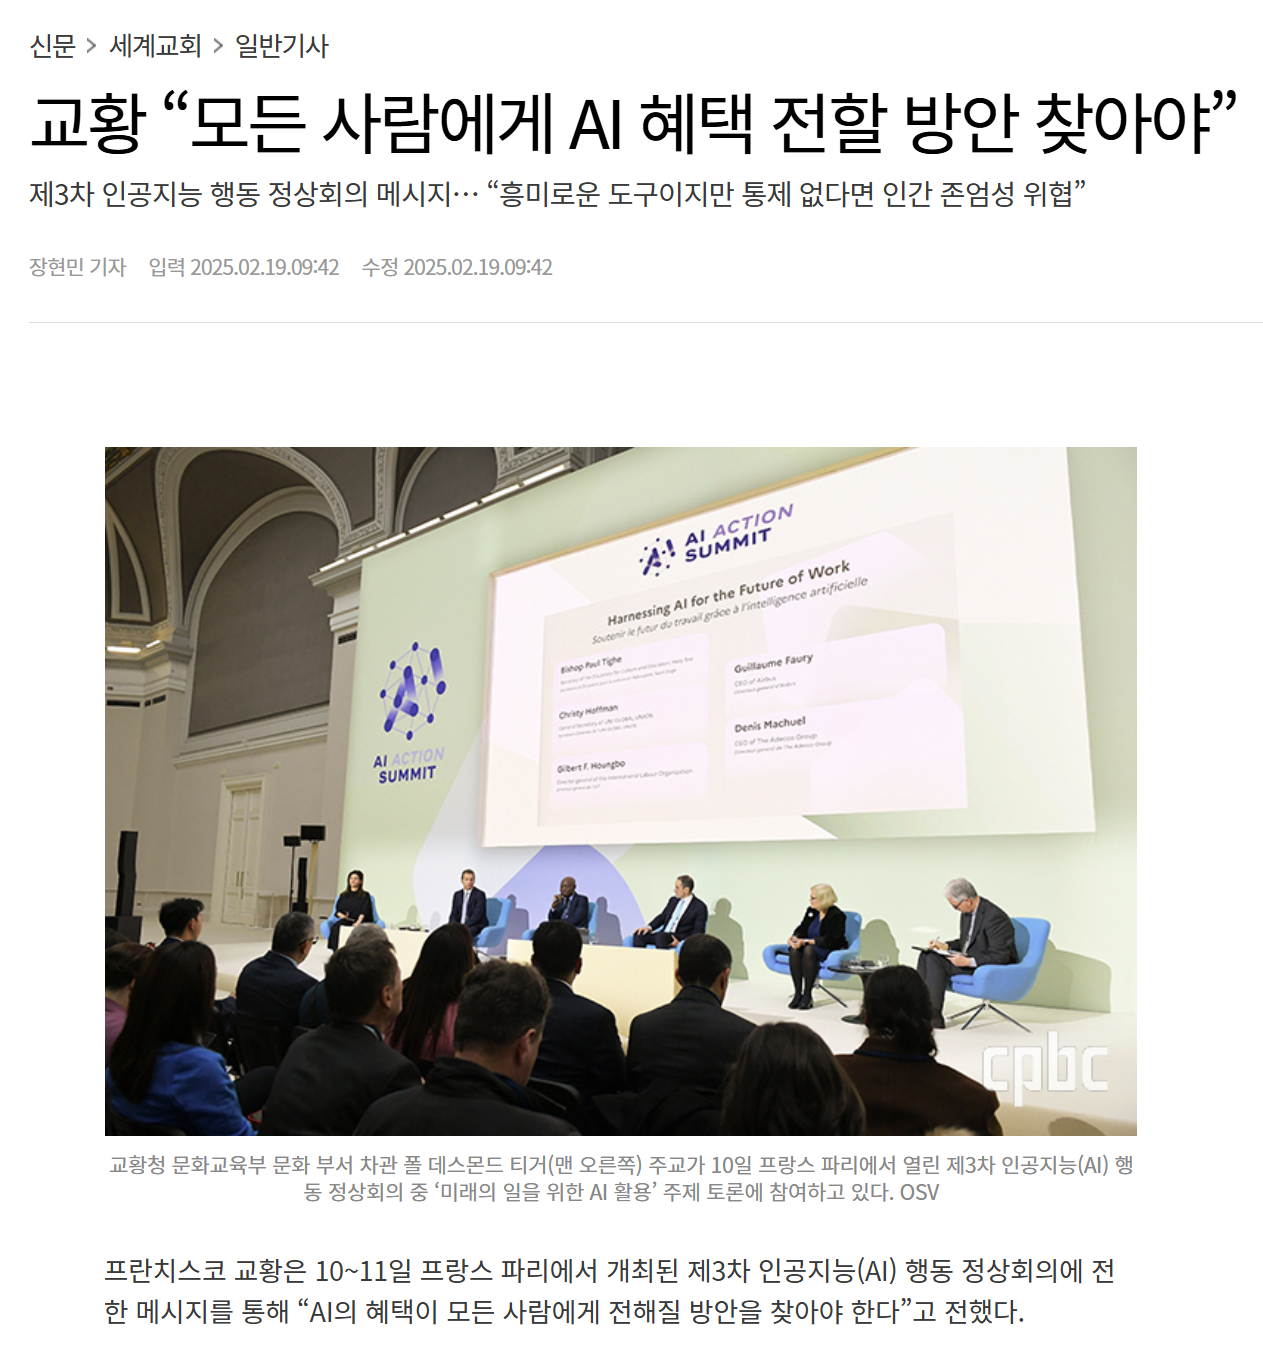 신문 > 세계교회 > 일반기사
교황 “모든 사람에게 AI 혜택 전할 방안 찾아야”
제3차 인공지능 행동 정상회의 메시지… “흥미로운 도구이지만 통제 없다면 인간 존엄성 위협”
장현민 기자 입력 2025.02.19.09:42 수정 2025.02.19.09:42
AI ACTION
SUMMIT
Harnessing AI for the Future of Work
Soutenir le futur du travail grâce à l'intelligence artificielle
Bishop Paul Tighe
Guillaume Faury
CEO of Airbus
Christy Hoffman
Denis Machuel
CEO of The Adecco Group
Gilbert F. Houngbo
Director-general of the International Labour Organization
AI ACTION
SUMMIT
cpbc
교황청 문화교육부 문화 부서 차관 폴 데스몬드 티거(맨 오른쪽) 주교가 10일 프랑스 파리에서 열린 제3차 인공지능(AI) 행
동 정상회의 중 ‘미래의 일을 위한 AI 활용’ 주제 토론에 참여하고 있다. OSV
프란치스코 교황은 10~11일 프랑스 파리에서 개최된 제3차 인공지능(AI) 행동 정상회의에 전
한 메시지를 통해 “AI의 혜택이 모든 사람에게 전해질 방안을 찾아야 한다”고 전했다.